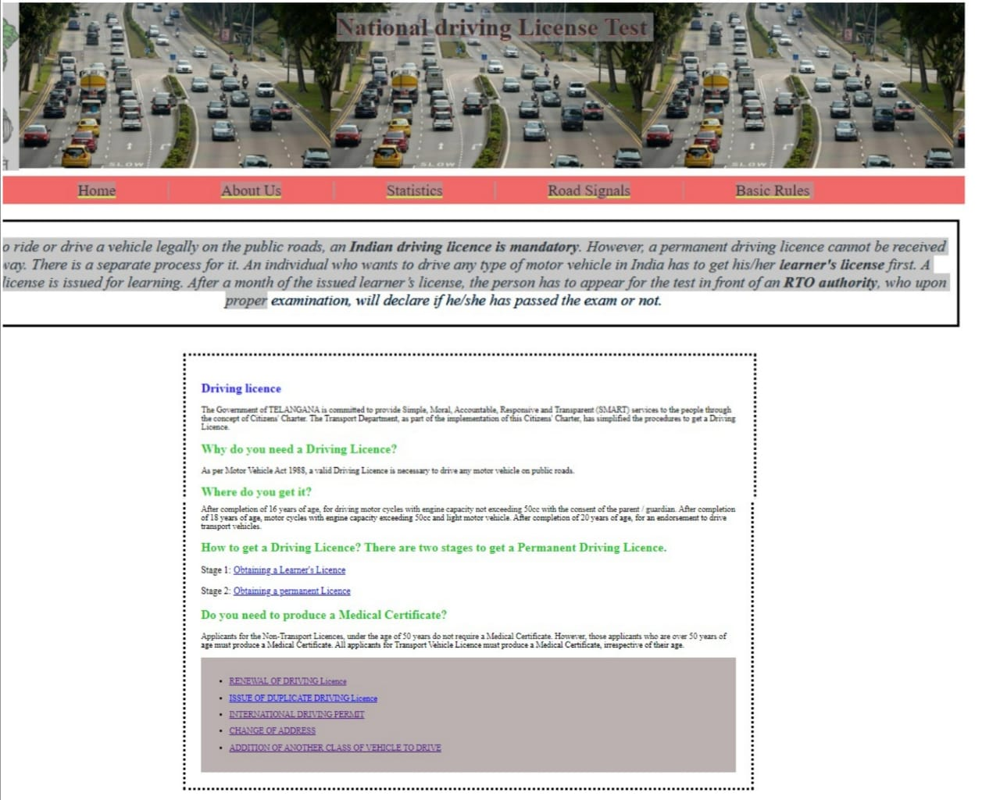 National driving License Test
SLOW SLOW SLOW
Home About Us Statistics Road Signals Basic Rules
o ride or drive a vehicle legally on the public roads, an Indian driving licence is mandatory. However, a permanent driving licence cannot be received
way. There is a separate process for it. An individual who wants to drive any type of motor vehicle in India has to get his/her learner's license first. A
license is issued for learning. After a month of the issued learner's license, the person has to appear for the test in front of an RTO authority, who upon
proper examination, will declare if he/she has passed the exam or not.
Driving licence
The Government of TELANGANA is committed to provide Simple, Moral, Accountable, Responsive and Transparent (SMART) services to the people through
the concept of Citizens' Charter. The Transport Department, as part of the implementation of this Citizens' Charter, has simplified the procedures to get a Driving
Licence.
Why do you need a Driving Licence?
As per Motor Vehicle Act 1988, a valid Driving Licence is necessary to drive any motor vehicle on public roads.
Where do you get it?
After completion of 16 years of age, for driving motor cycles with engine capacity not exceeding 50cc with the consent of the parent / guardian. After completion
of 18 years of age, motor cycles with engine capacity exceeding 50cc and light motor vehicle. After completion of 20 years of age, for an endorsement to drive
transport vehicles.
How to get a Driving Licence? There are two stages to get a Permanent Driving Licence.
Stage 1: Obtaining a Learner's Licence
Stage 2: Obtaining a permanent Licence
Do you need to produce a Medical Certificate?
Applicants for the Non-Transport Licences, under the age of 50 years do not require a Medical Certificate. However, those applicants who are over 50 years of
age must produce a Medical Certificate. All applicants for Transport Vehicle Licence must produce a Medical Certificate, irrespective of their age.
• RENEWAL OF DRIVING Licence
• ISSUE OF DUPLICATE DRIVING Licence
• INTERNATIONAL DRIVING PERMIT
• CHANGE OF ADDRESS
• ADDITION OF ANOTHER CLASS OF VEHICLE TO DRIVE